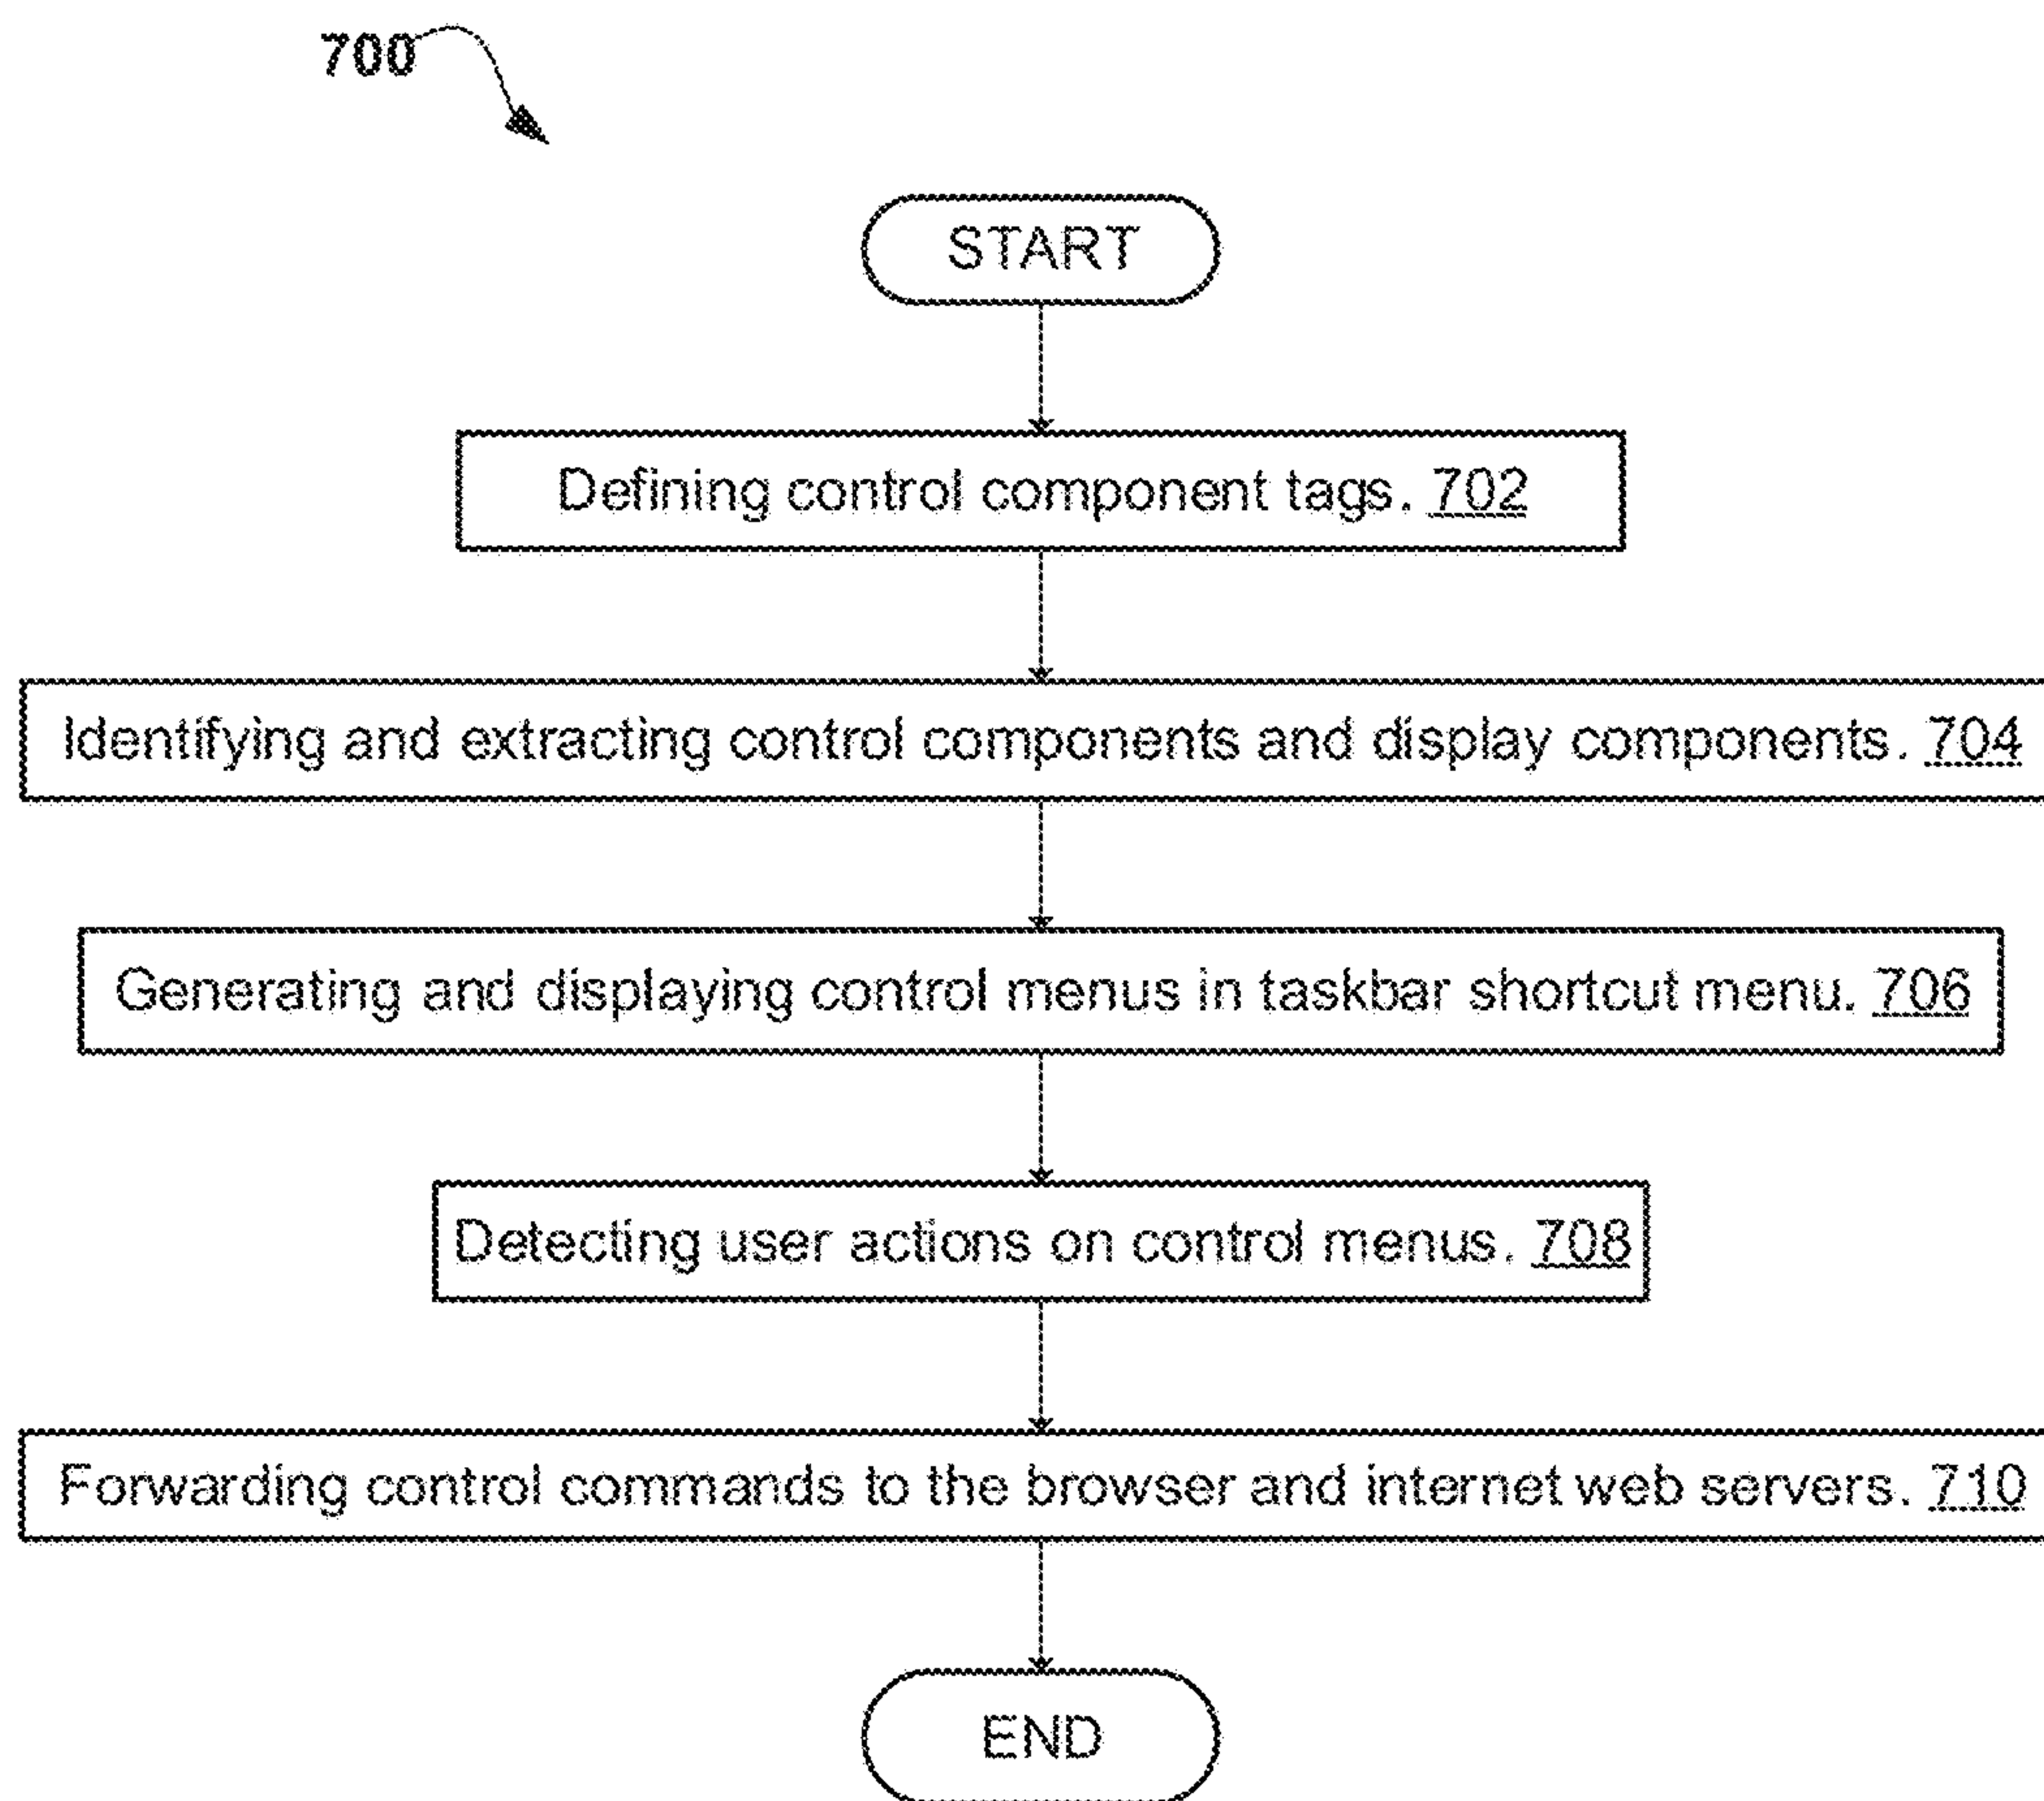 700
START
Defining control component tags. 702
Identifying and extracting control components and display components. 704
Generating and displaying control menus in taskbar shortcut menu. 706
Detecting user actions on control menus. 708
Forwarding control commands to the browser and internet web servers. 710
END